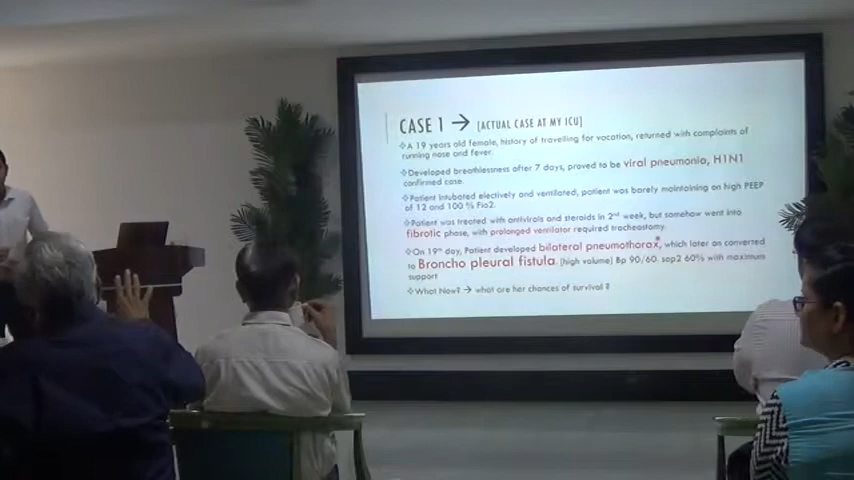 CASE 1 → [ACTUAL CASE AT MY ICU]
❖A 19 years old female, history of travelling for vacation, returned with complaints of
running nose and fever.
❖Developed breathlessness after 7 days, proved to be viral pneumonia, H1N1
confirmed case.
❖Patient Intubated electively and ventilated, patient was barely maintaining on high PEEP
of 12 and 100 % Fio2.
❖Patient was treated with antivirals and steroids in 2nd week, but somehow went into
fibrotic phase, with prolonged ventilator required tracheostomy.
❖On 19th day, Patient developed bilateral pneumothorax, which later on converted
to Broncho pleural fistula. [high volume] Bp 90/60. sop2 60% with maximum
support
❖What Now? → what are her chances of survival ?